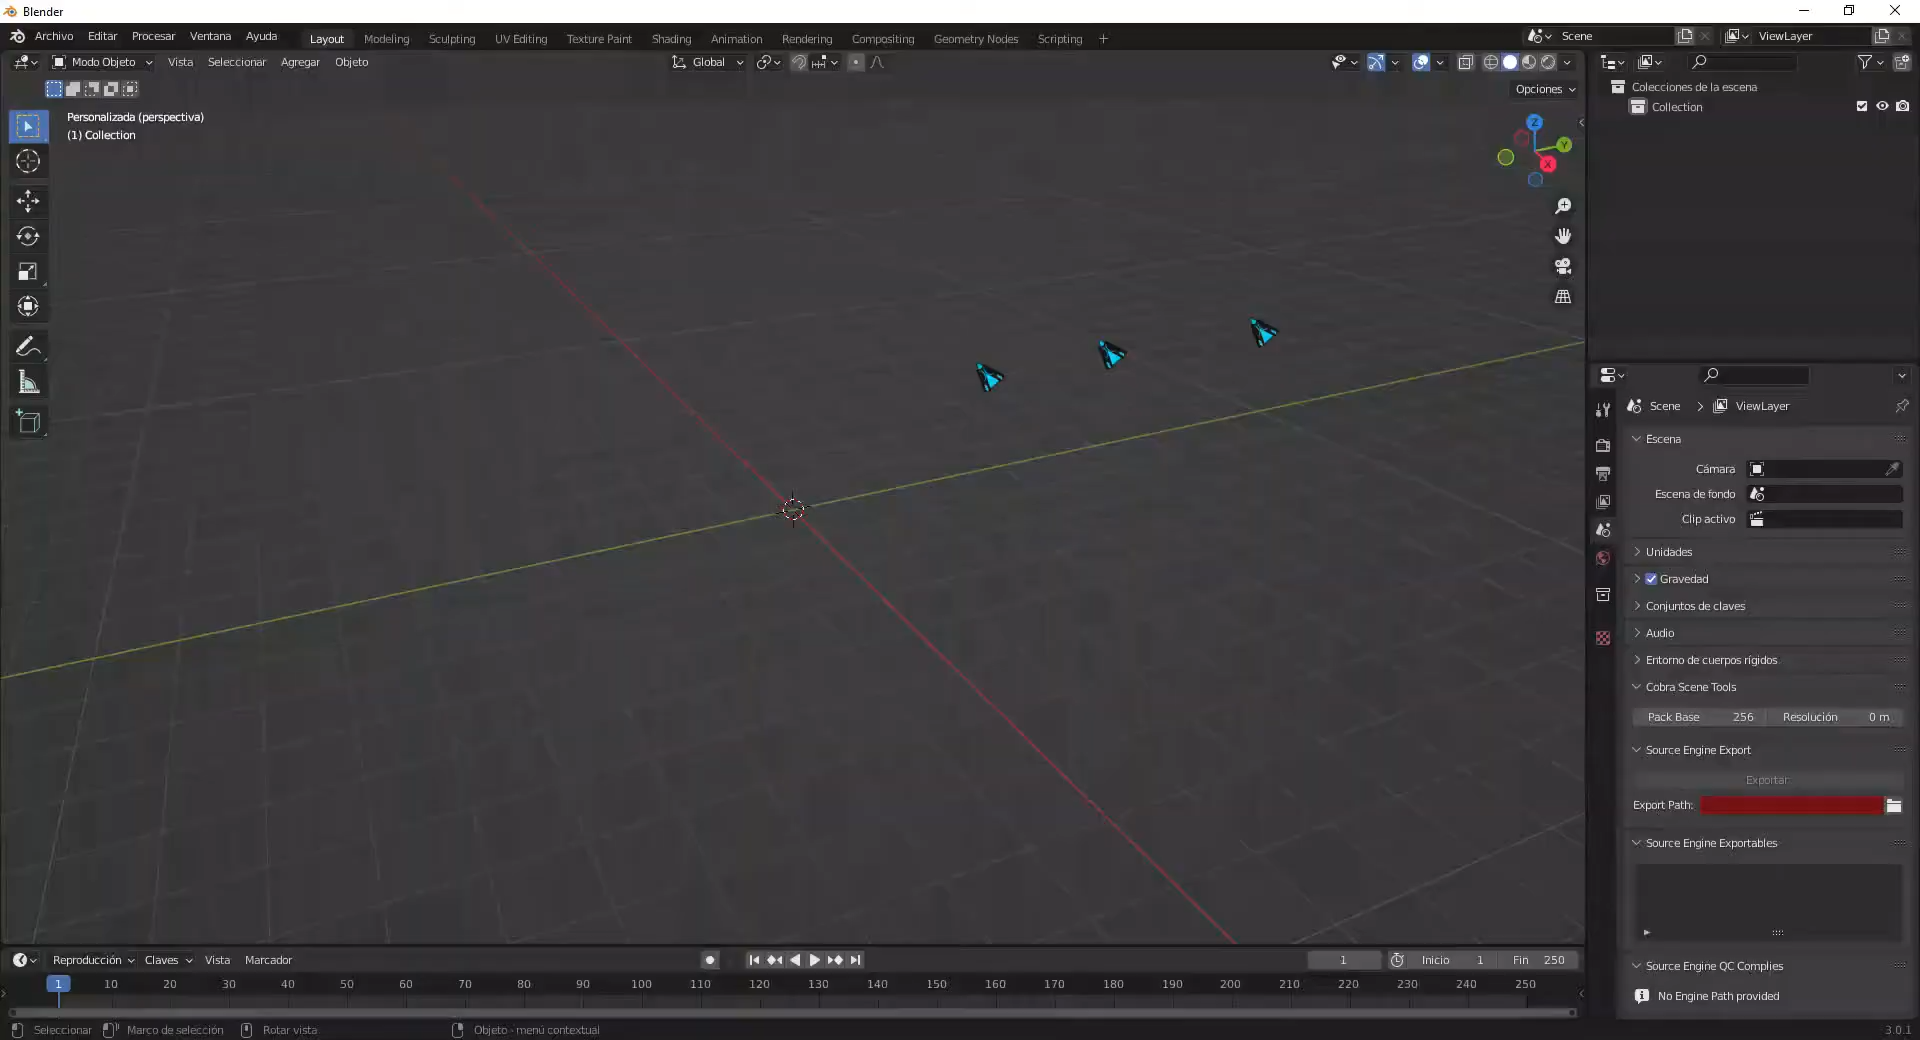 Blender
Archivo Editar Procesar Ventana Ayuda Layout Modeling Sculpting UV Editing Texture Paint Shading Animation Rendering Compositing Geometry Nodes Scripting + Scene ViewLayer
Modo Objeto Vista Seleccionar Agregar Objeto Global
Opciones
Personalizada (perspectiva)
(1) Collection
Z
Y
X
Colecciones de la escena
Collection
Scene > ViewLayer
Escena
Cámara
Escena de fondo
Clip activo
Unidades
Gravedad
Conjuntos de claves
Audio
Entorno de cuerpos rígidos
Cobra Scene Tools
Pack Base 256 Resolución 0 m
Source Engine Export
Exportar
Export Path:
Source Engine Exportables
Source Engine QC Complies
No Engine Path provided
Reproducción Claves Vista Marcador 1 Inicio 1 Fin 250
1 10 20 30 40 50 60 70 80 90 100 110 120 130 140 150 160 170 180 190 200 210 220 230 240 250
Seleccionar Marco de selección Rotar vista Objeto - menú contextual 3.0.1